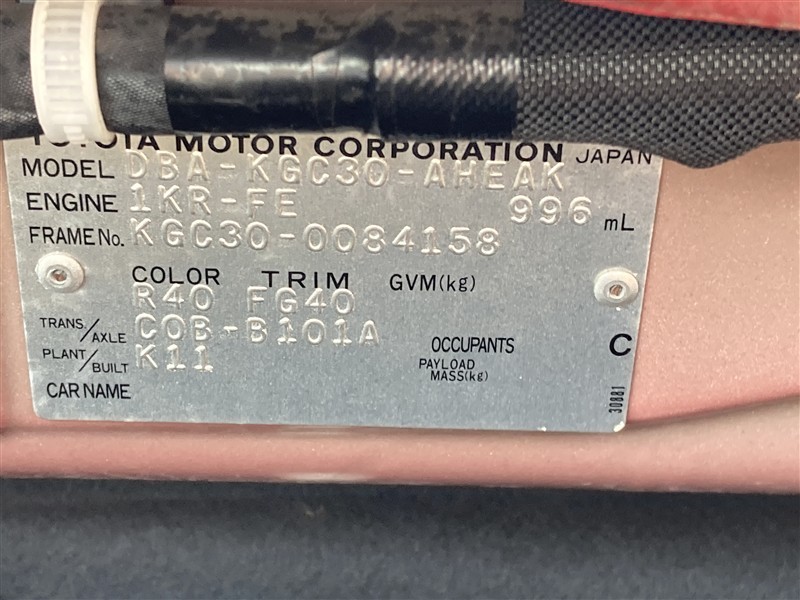 TOYOTA MOTOR CORPORATION JAPAN
MODEL DBA-KGC30-AHEAK
ENGINE 1KR-FE 996 mL
FRAME No. KGC30-0084158
COLOR TRIM GVM(kg)
R40 FG40
TRANS./AXLE C0B-B101A
OCCUPANTS C
PLANT/BUILT K11
PAYLOAD MASS(kg)
CAR NAME
30881